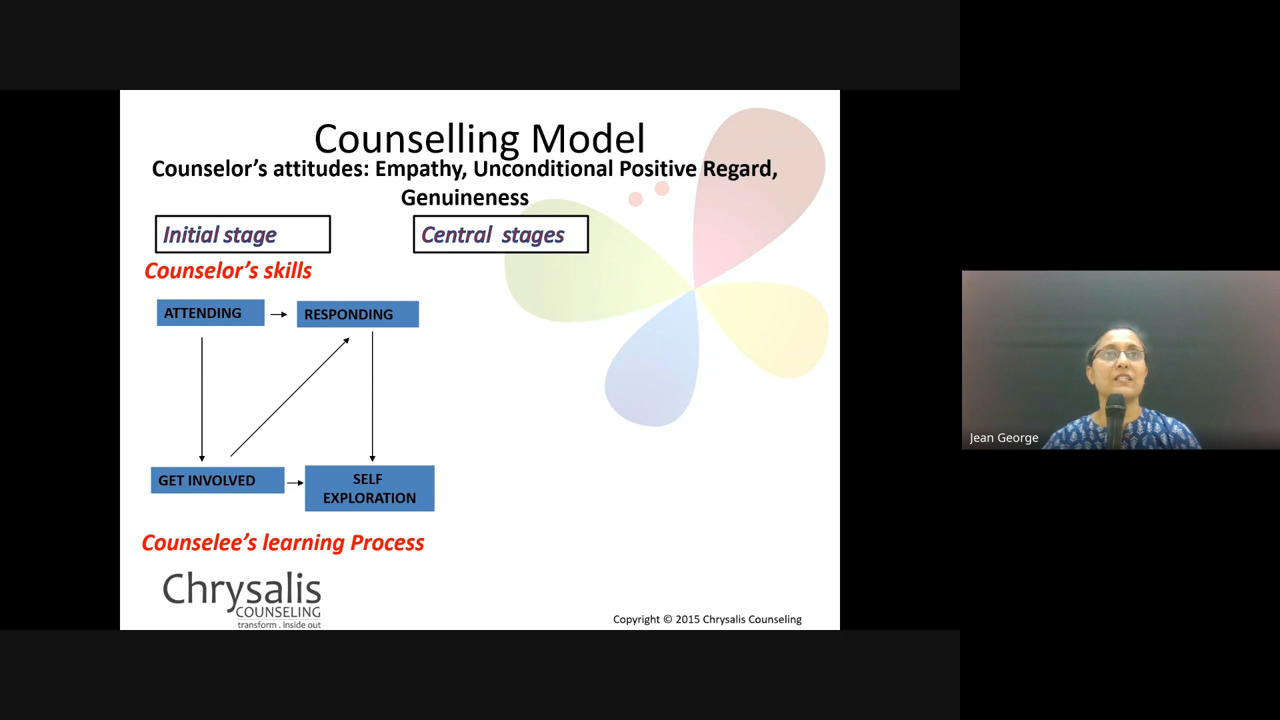 Counselling Model
Counselor's attitudes: Empathy, Unconditional Positive Regard,
Genuineness
Initial stage
Central stages
Counselor's skills
ATTENDING
RESPONDING
GET INVOLVED
SELF
EXPLORATION
Counselee's learning Process
Chrysalis
COUNSELING
transform . inside out
Copyright © 2015 Chrysalis Counseling
Jean George